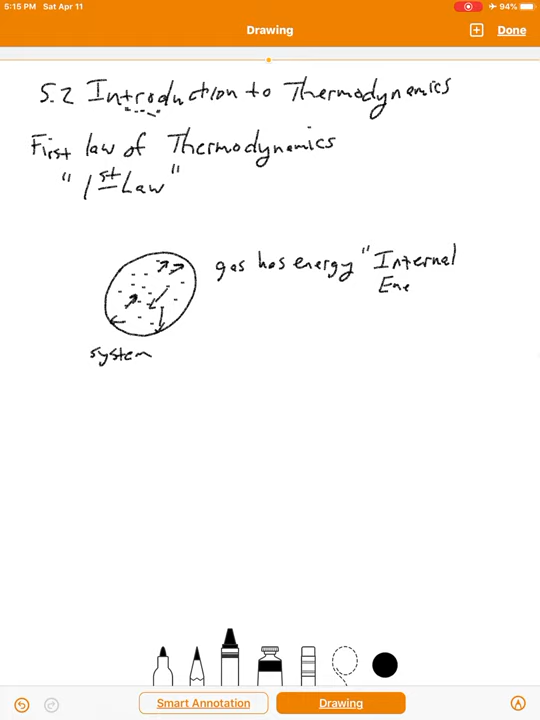 5:15 PM Sat Apr 11 94%
Drawing
Done
5.2 Introduction to Thermodynamics
First law of Thermodynamics
"1st Law"
gas has energy "Internal
Ene
system
Smart Annotation Drawing